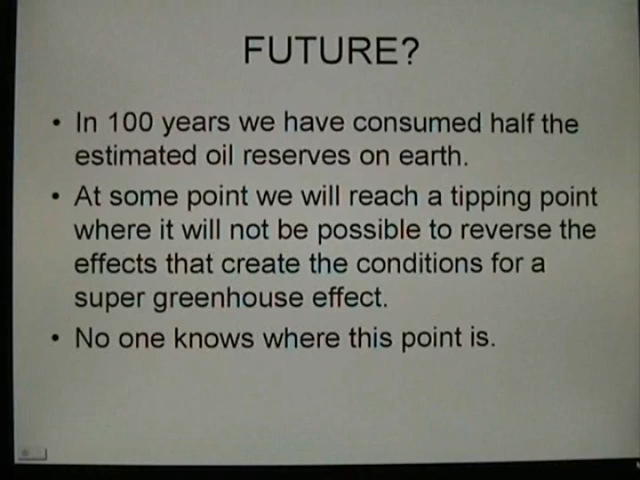 FUTURE?
• In 100 years we have consumed half the
estimated oil reserves on earth.
• At some point we will reach a tipping point
where it will not be possible to reverse the
effects that create the conditions for a
super greenhouse effect.
• No one knows where this point is.